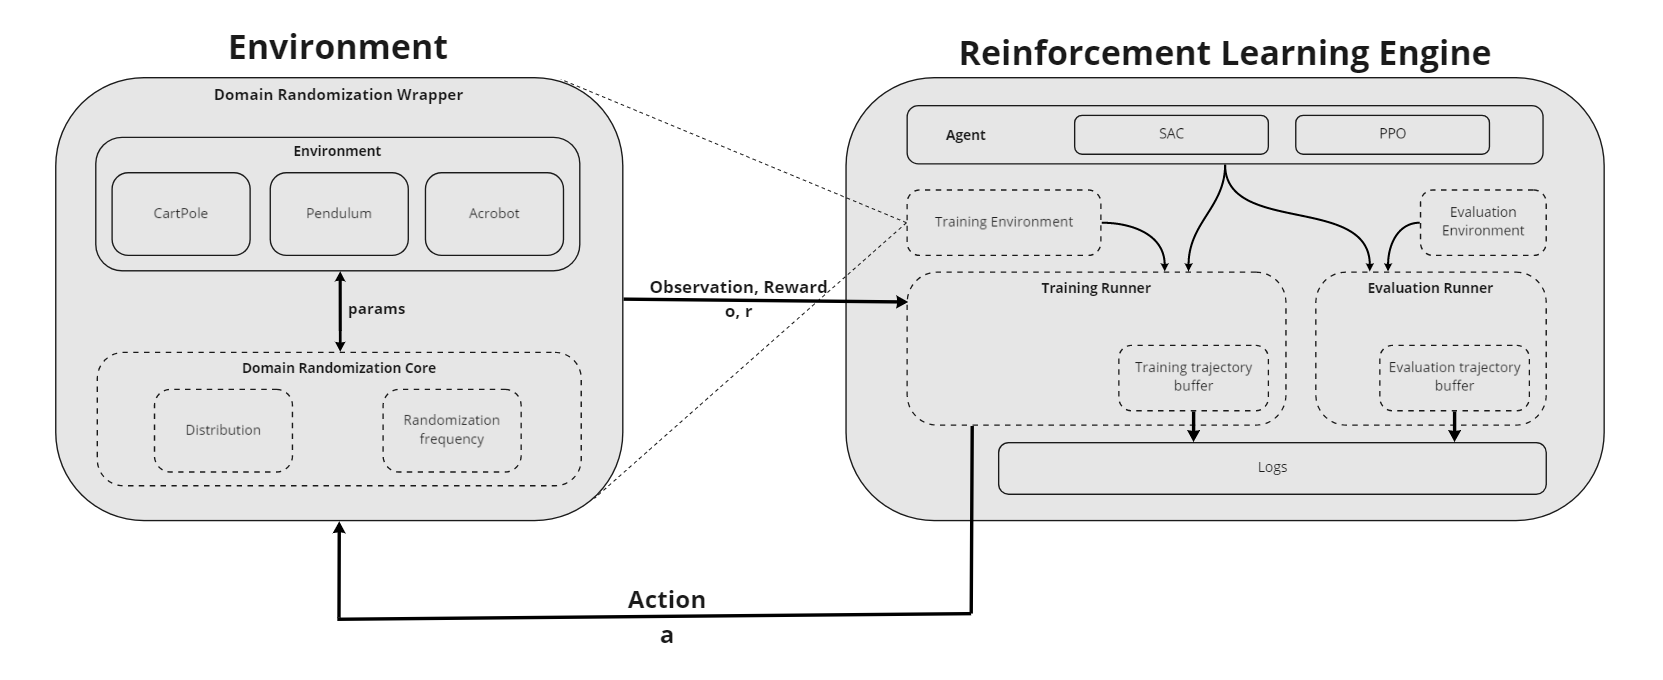 Environment
Reinforcement Learning Engine
Domain Randomization Wrapper
Environment
CartPole
Pendulum
Acrobot
params
Domain Randomization Core
Distribution
Randomization
frequency
Observation, Reward
o, r
Agent
SAC
PPO
Training Environment
Evaluation
Environment
Training Runner
Evaluation Runner
Training trajectory
buffer
Evaluation trajectory
buffer
Logs
Action
a